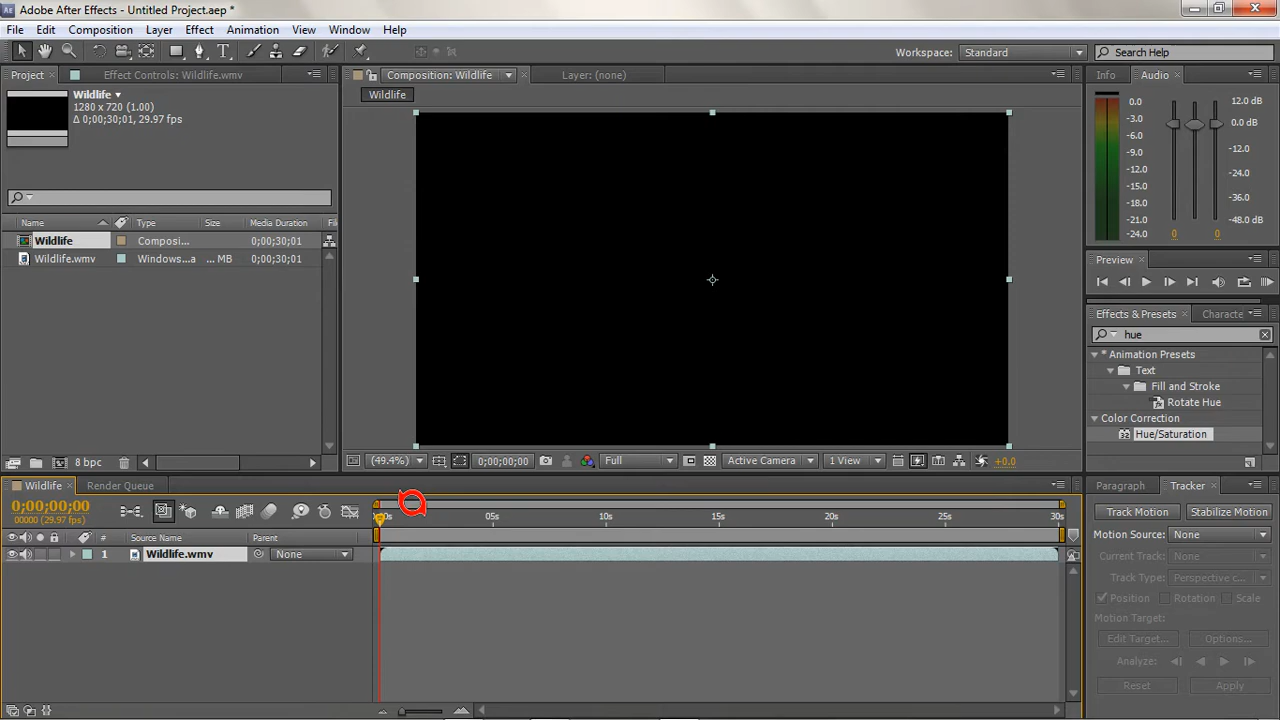 Adobe After Effects - Untitled Project.aep *
File Edit Composition Layer Effect Animation View Window Help
Workspace: Standard Search Help
Project Effect Controls: Wildlife.wmv Composition: Wildlife Layer: (none) Info Audio
Wildlife
1280 x 720 (1.00)
Δ 0;00;30;01, 29.97 fps
Wildlife
0.0
-3.0
-6.0
-9.0
-12.0
-15.0
-18.0
-21.0
-24.0
12.0 dB
0.0 dB
-12.0
-24.0
-36.0
-48.0 dB
0 0
Name Type Size Media Duration Fi
Wildlife Composi... 0;00;30;01
Wildlife.wmv Windows...a ... MB 0;00;30;01
Preview
Effects & Presets Characte
hue
* Animation Presets
Text
Fill and Stroke
Rotate Hue
Color Correction
32 Hue/Saturation
8 bpc
(49.4%) 0;00;00;00 Full Active Camera 1 View +0.0
Wildlife Render Queue
0;00;00;00
00000 (29.97 fps)
05s 10s 15s 20s 25s 30s
# Source Name Parent
1 Wildlife.wmv None
Paragraph Tracker
Track Motion Stabilize Motion
Motion Source: None
Current Track: None
Track Type: Perspective c...
Position Rotation Scale
Motion Target:
Edit Target... Options...
Analyze:
Reset Apply